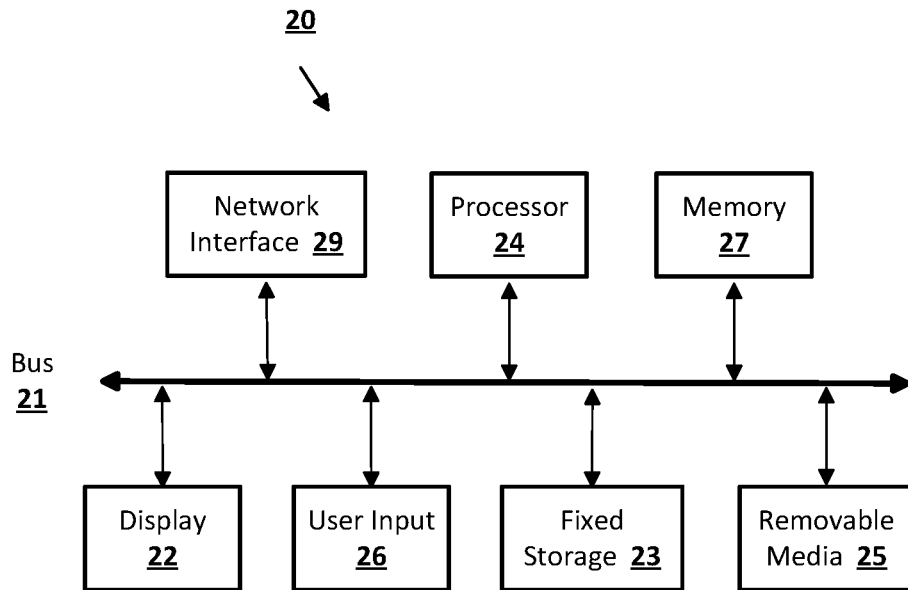 20
Network
Interface 29
Processor
24
Memory
27
Bus
21
Display
22
User Input
26
Fixed
Storage 23
Removable
Media 25